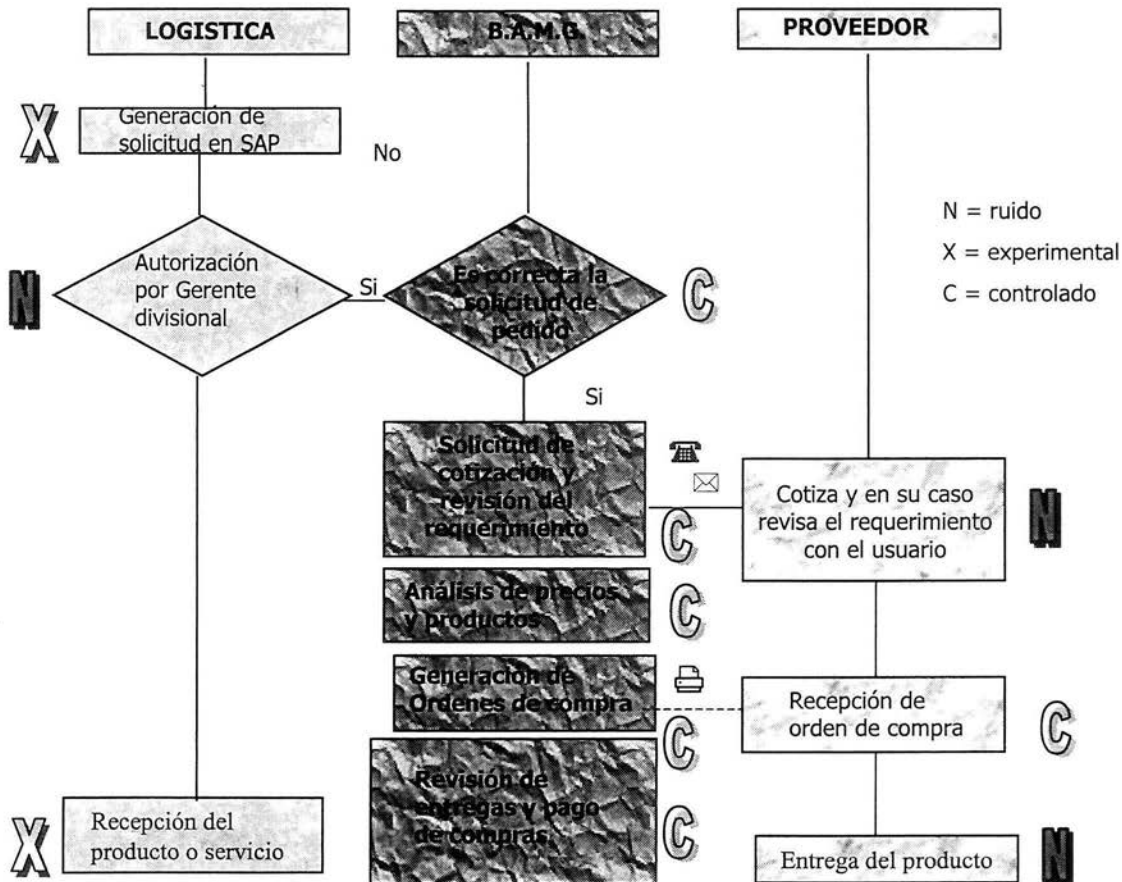 LOGISTICA
B.A.M.G.
PROVEEDOR
X
Generación de
solicitud en SAP
No
N = ruido
X = experimental
C = controlado
N
Autorización
por Gerente
divisional
Si
Es correcta la
solicitud de
pedido
C
Si
Solicitud de
cotización y
revisión del
requerimiento
C
Cotiza y en su caso
revisa el requerimiento
con el usuario
N
Análisis de precios
y productos
C
Generación de
Ordenes de compra
C
Recepción de
orden de compra
C
Revisión de
entregas y pago
de compras.
C
X
Recepción del
producto o servicio
Entrega del producto
N